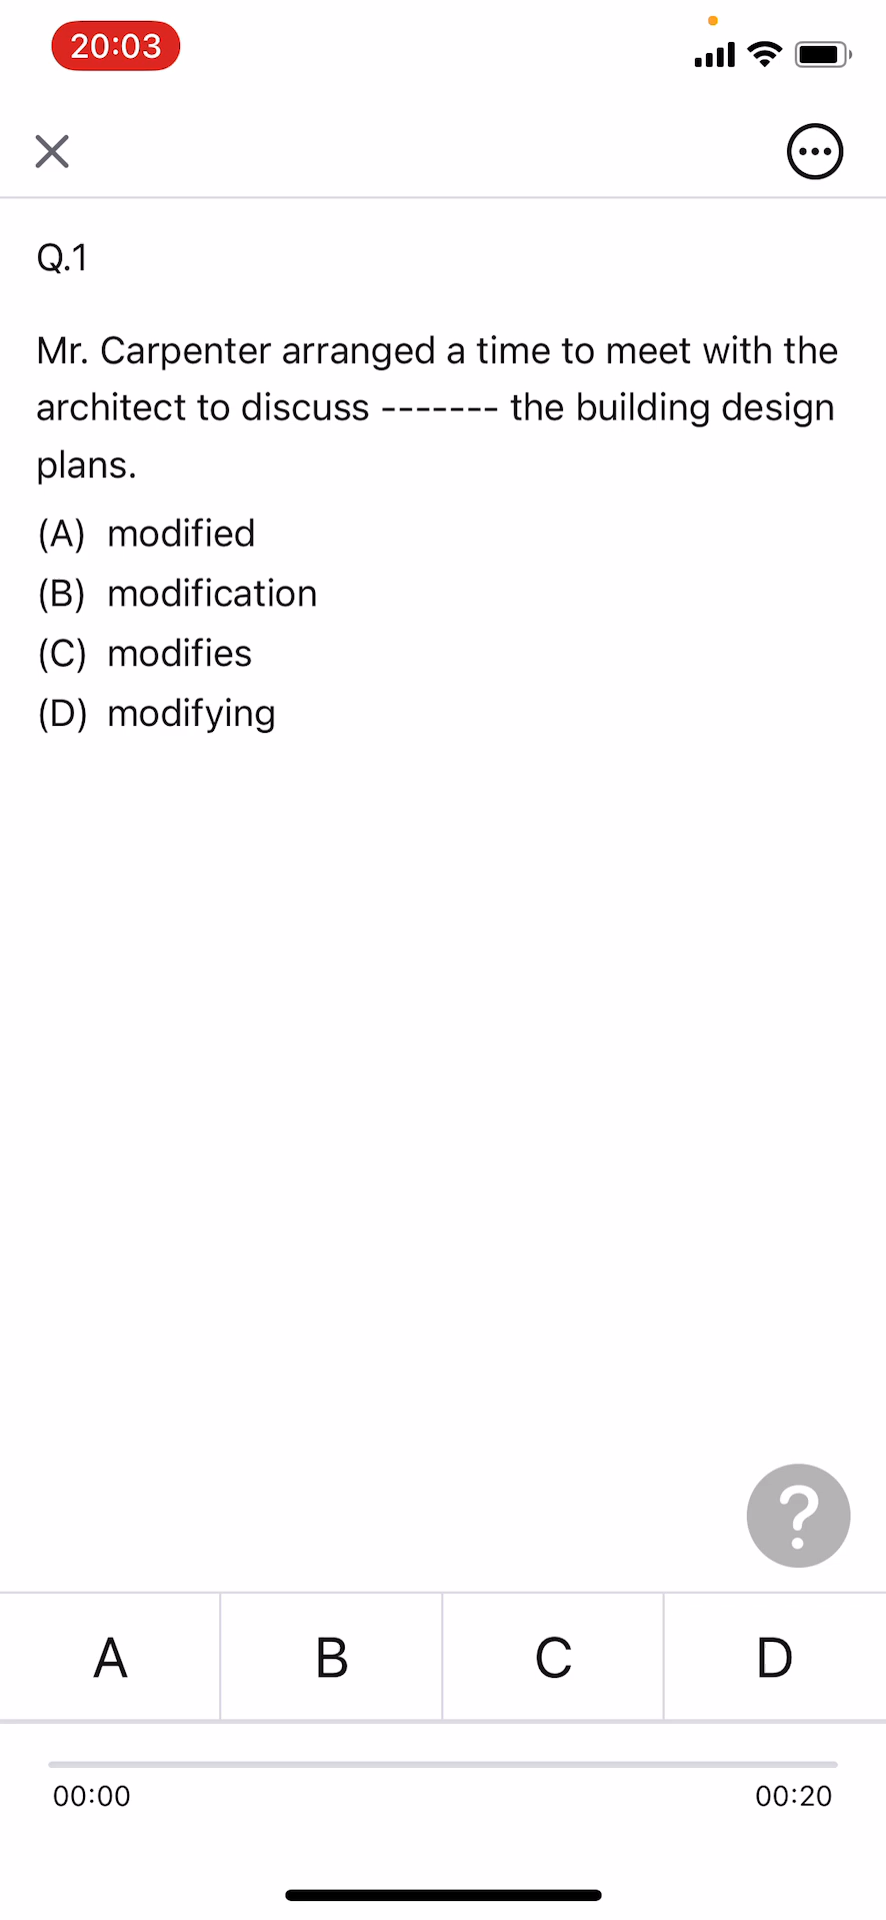 20:03
Q.1
Mr. Carpenter arranged a time to meet with the
architect to discuss ------- the building design
plans.
(A) modified
(B) modification
(C) modifies
(D) modifying
?
A B C D
00:00 00:20